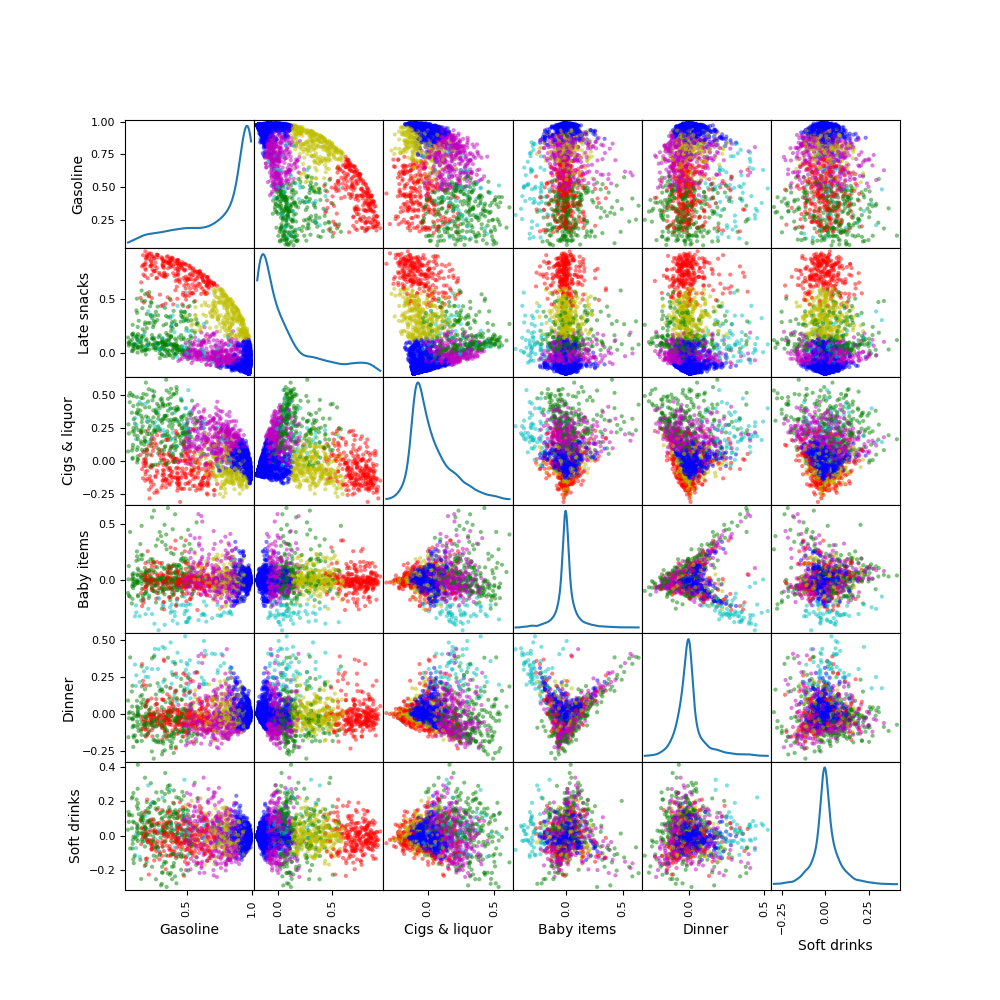 1.00
0.75
0.50
0.25
Gasoline
0.5
0.0
Late snacks
0.50
0.25
0.00
−0.25
Cigs & liquor
0.5
0.0
Baby items
0.50
0.25
0.00
−0.25
Dinner
0.4
0.2
0.0
−0.2
Soft drinks
0.5 1.0 0.0 0.5 0.0 0.5 0.0 0.5 0.0 0.5 −0.25 0.00 0.25
Gasoline Late snacks Cigs & liquor Baby items Dinner Soft drinks